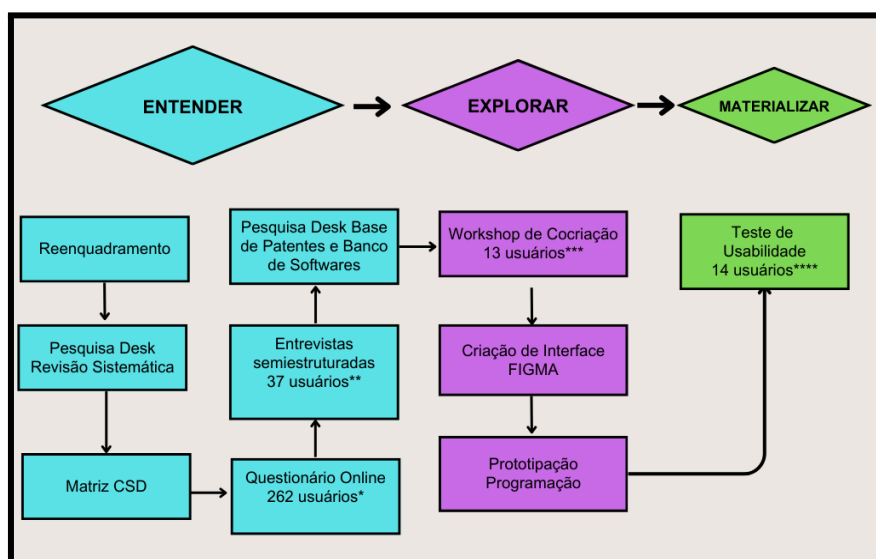 ENTENDER
EXPLORAR
MATERIALIZAR
Reenquadramento
Pesquisa Desk
Revisão Sistemática
Matriz CSD
Questionário Online
262 usuários*
Entrevistas
semiestruturadas
37 usuários**
Pesquisa Desk Base
de Patentes e Banco
de Softwares
Workshop de Cocriação
13 usuários***
Criação de Interface
FIGMA
Prototipação
Programação
Teste de
Usabilidade
14 usuários****